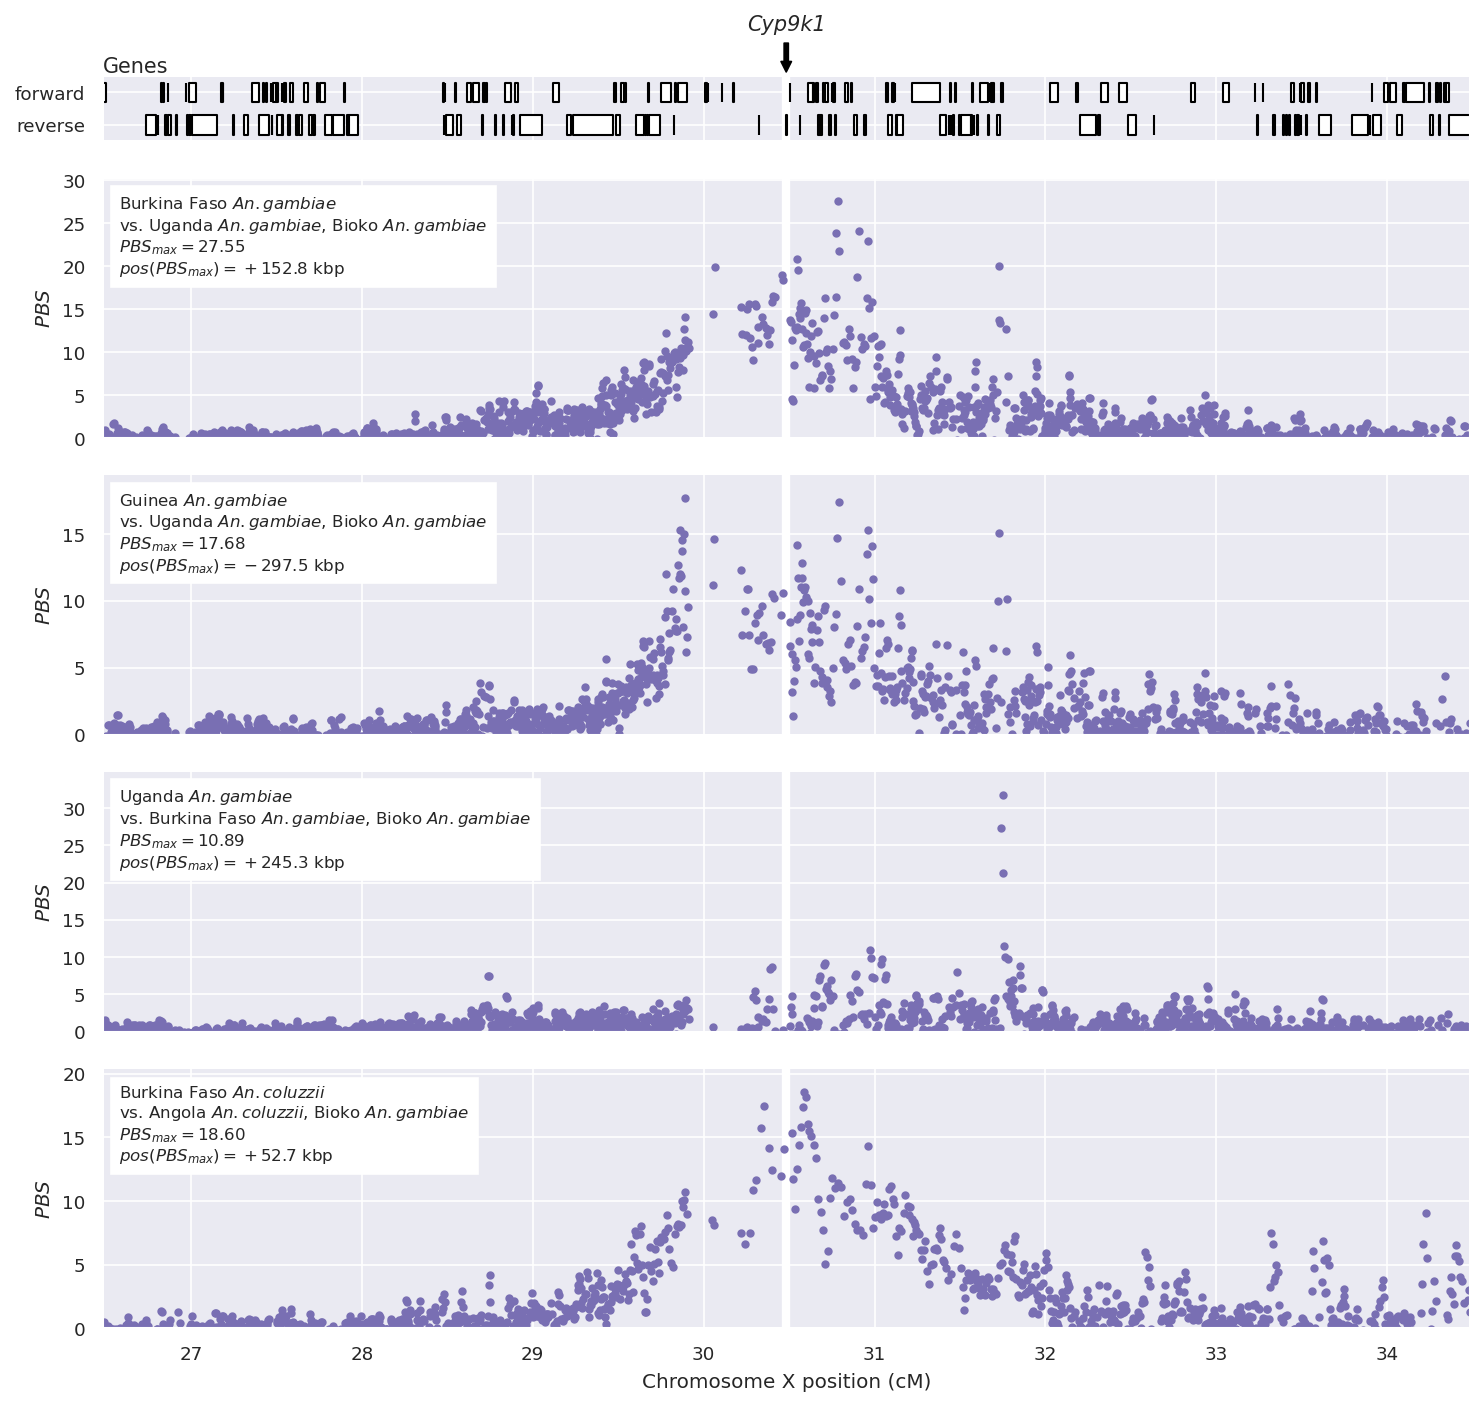 Cyp9k1
Genes
forward
reverse
30
25
20
15
10
5
0
PBS
Burkina Faso An. gambiae
vs. Uganda An. gambiae, Bioko An. gambiae
PBSmax = 27.55
pos(PBSmax) = +152.8 kbp
15
10
5
0
PBS
Guinea An. gambiae
vs. Uganda An. gambiae, Bioko An. gambiae
PBSmax = 17.68
pos(PBSmax) = −297.5 kbp
30
25
20
15
10
5
0
PBS
Uganda An. gambiae
vs. Burkina Faso An. gambiae, Bioko An. gambiae
PBSmax = 10.89
pos(PBSmax) = +245.3 kbp
20
15
10
5
0
PBS
Burkina Faso An. coluzzii
vs. Angola An. coluzzii, Bioko An. gambiae
PBSmax = 18.60
pos(PBSmax) = +52.7 kbp
27 28 29 30 31 32 33 34
Chromosome X position (cM)